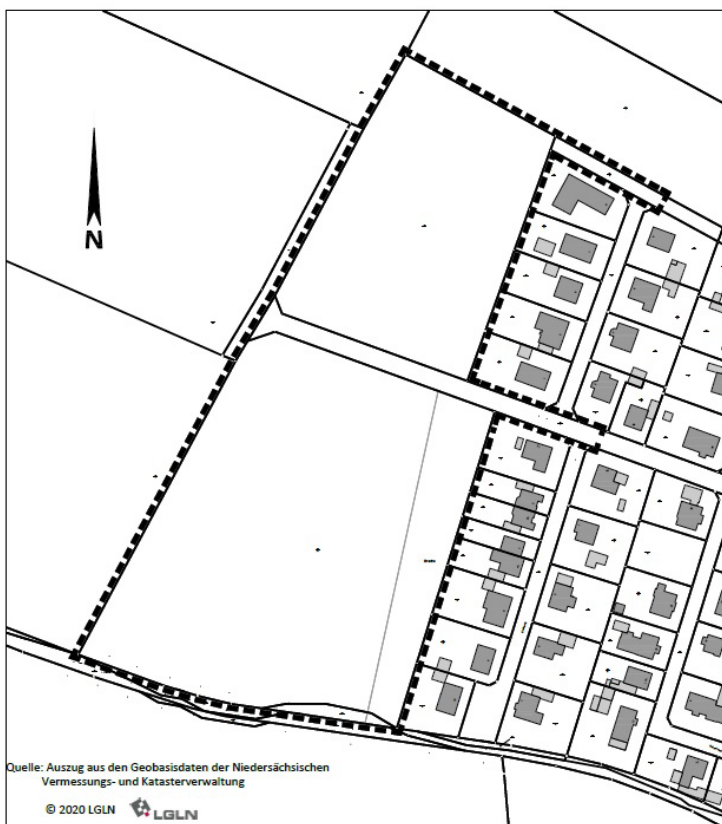 N
Quelle: Auszug aus den Geobasisdaten der Niedersächsischen
Vermessungs- und Katasterverwaltung
© 2020 LGLN LGLN